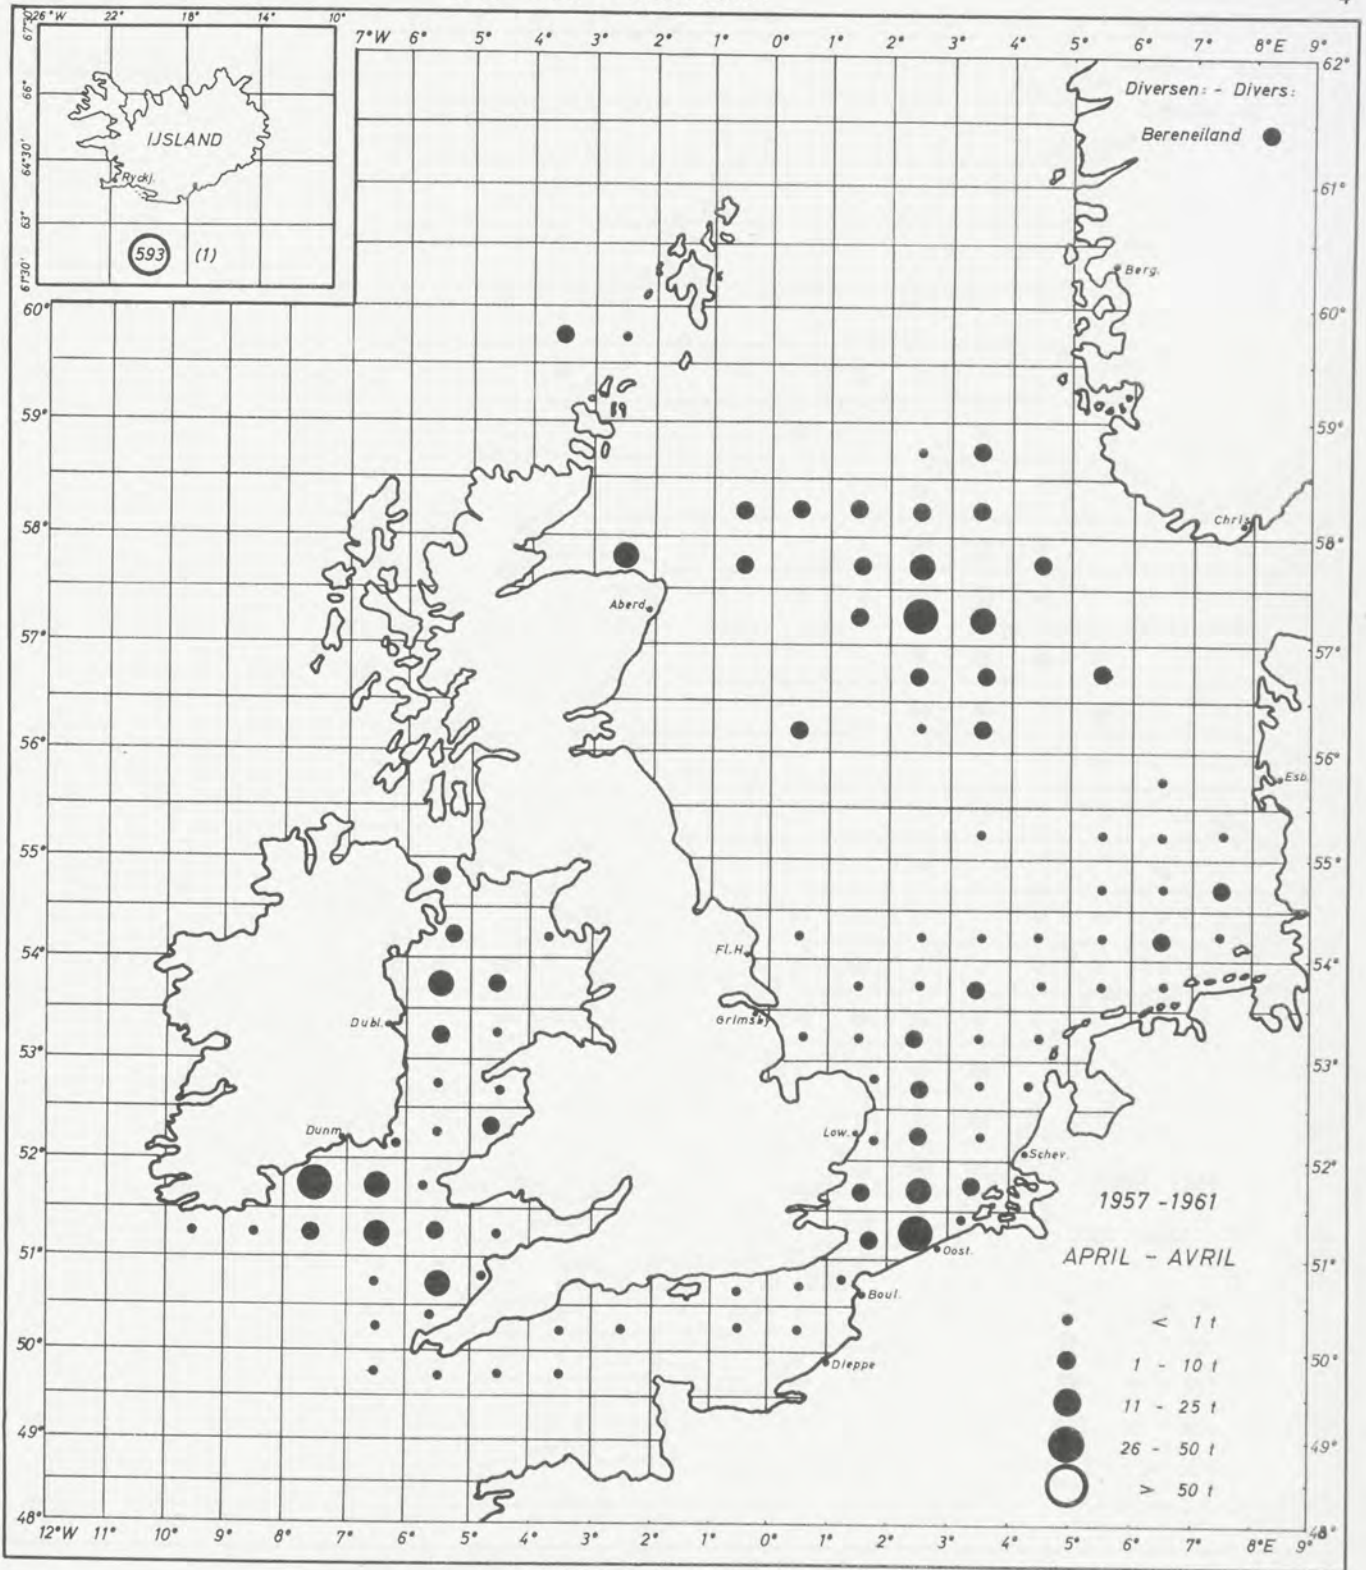 26°W 22° 18° 14° 10°
66°
64°30'
63°
61°30'
IJSLAND
Ryckj.
593 (1)
7°W 6° 5° 4° 3° 2° 1° 0° 1° 2° 3° 4° 5° 6° 7° 8°E 9°
62°
Diversen: - Divers:
Bereneiland
61°
Berg.
60° 60°
59° 59°
58° Chris 58°
Aberd.
57° 57°
56° 56°
Esb.
55° 55°
54° Fl.H. 54°
Dubl. Grimsby
53° 53°
Dunm. Low.
52° Schev. 52°
1957 - 1961
51° Oost. 51°
APRIL - AVRIL
Boul.
< 1 t
50° Dieppe 50°
1 - 10 t
11 - 25 t
49° 26 - 50 t 49°
> 50 t
48° 48°
12°W 11° 10° 9° 8° 7° 6° 5° 4° 3° 2° 1° 0° 1° 2° 3° 4° 5° 6° 7° 8°E 9°